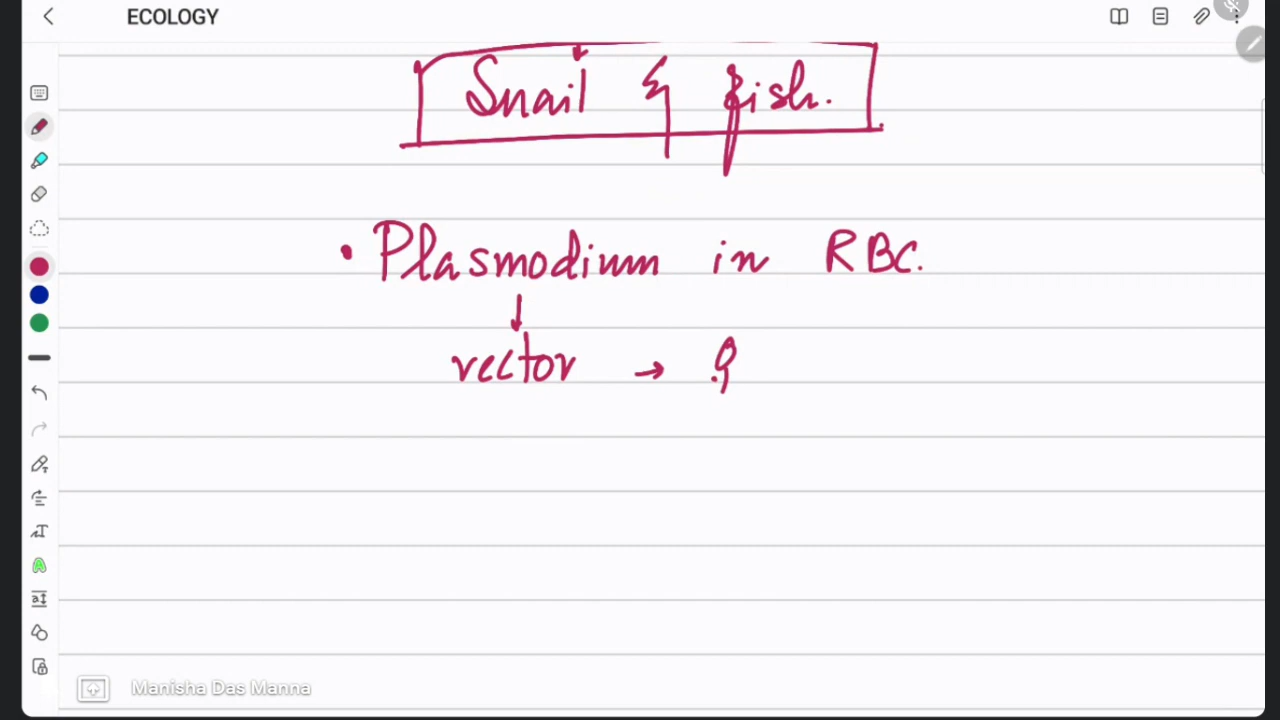 ECOLOGY
Snail & fish.
• Plasmodium in RBC.
↓
vector → ♀
Manisha Das Manna